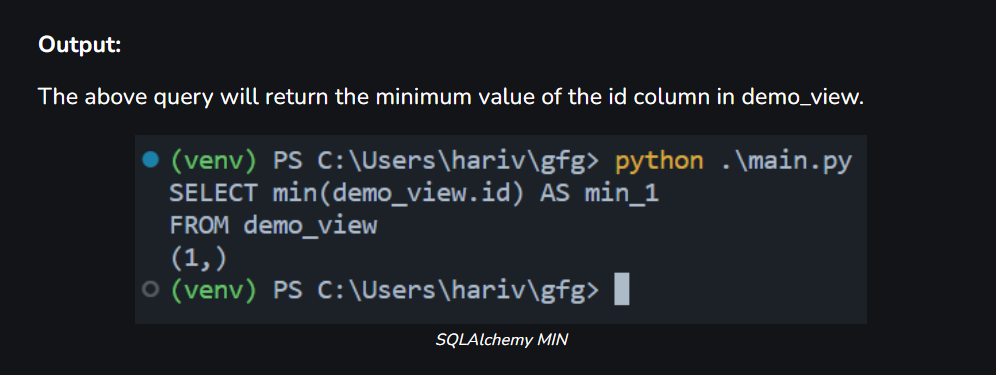 Output:
The above query will return the minimum value of the id column in demo_view.
(venv) PS C:\Users\hariv\gfg> python .\main.py
SELECT min(demo_view.id) AS min_1
FROM demo_view
(1,)
(venv) PS C:\Users\hariv\gfg>
SQLAlchemy MIN